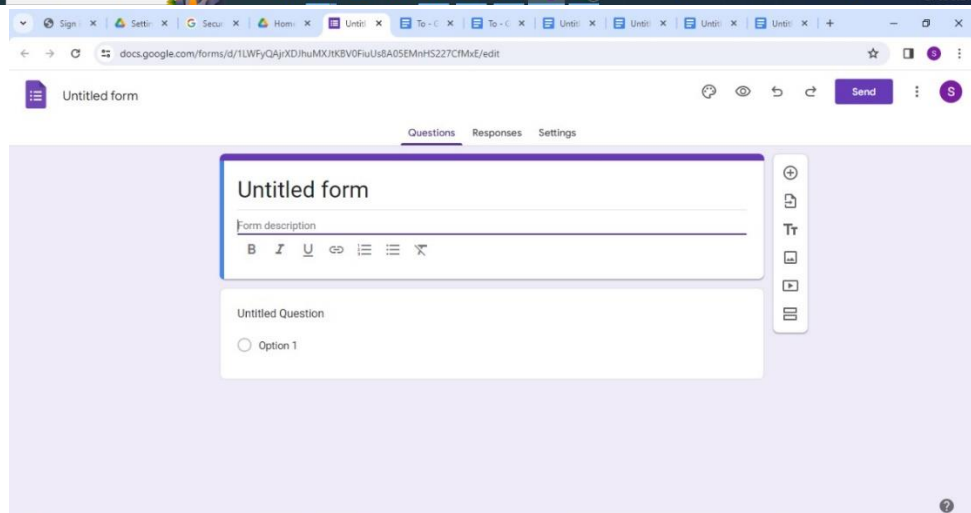 Sign
Settin
Secur
Home
Untitl
To - C
To - C
Untitl
Untitl
Untitl
Untitl
docs.google.com/forms/d/1LWFyQAjrXDJhuMXJtKBV0FiuUs8A05EMnHS227CfMxE/edit
S
Untitled form
Send
S
Questions Responses Settings
Untitled form
Form description
B I U
Tт
Untitled Question
Option 1